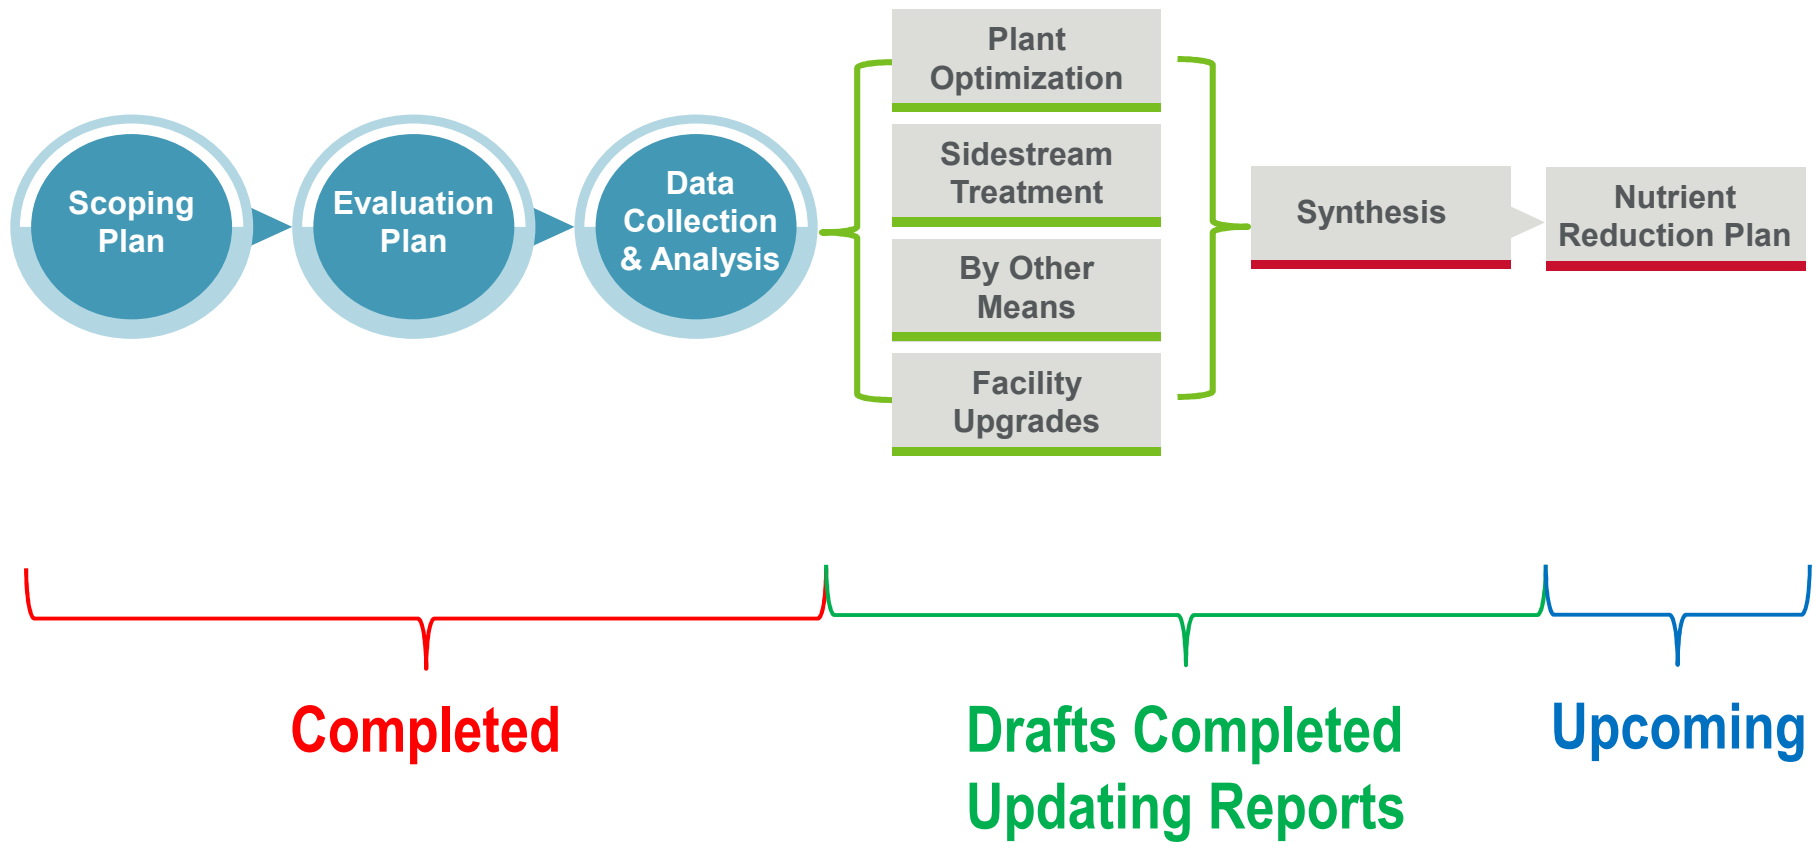 Scoping
Plan
Evaluation
Plan
Data
Collection
& Analysis
Plant
Optimization
Sidestream
Treatment
By Other
Means
Facility
Upgrades
Synthesis
Nutrient
Reduction Plan
Completed
Drafts Completed
Updating Reports
Upcoming